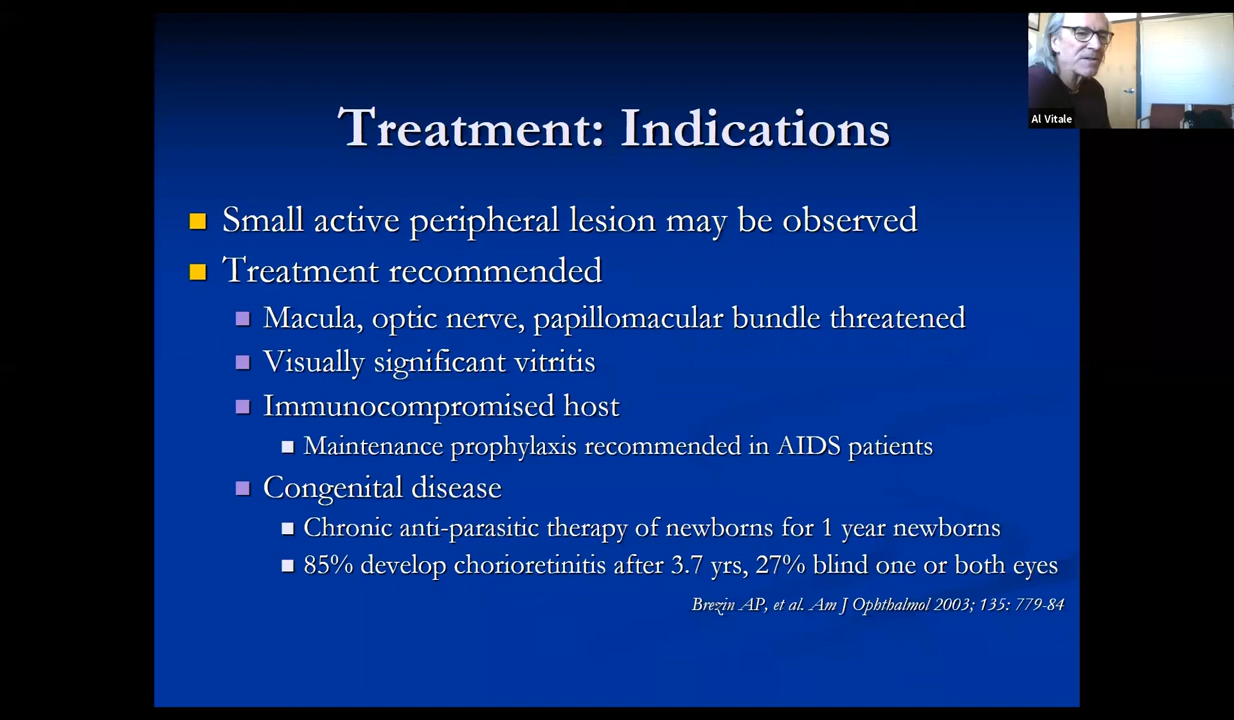 Treatment: Indications
Small active peripheral lesion may be observed
Treatment recommended
Macula, optic nerve, papillomacular bundle threatened
Visually significant vitritis
Immunocompromised host
Maintenance prophylaxis recommended in AIDS patients
Congenital disease
Chronic anti-parasitic therapy of newborns for 1 year newborns
85% develop chorioretinitis after 3.7 yrs, 27% blind one or both eyes
Brezin AP, et al. Am J Ophthalmol 2003; 135: 779-84
Al Vitale